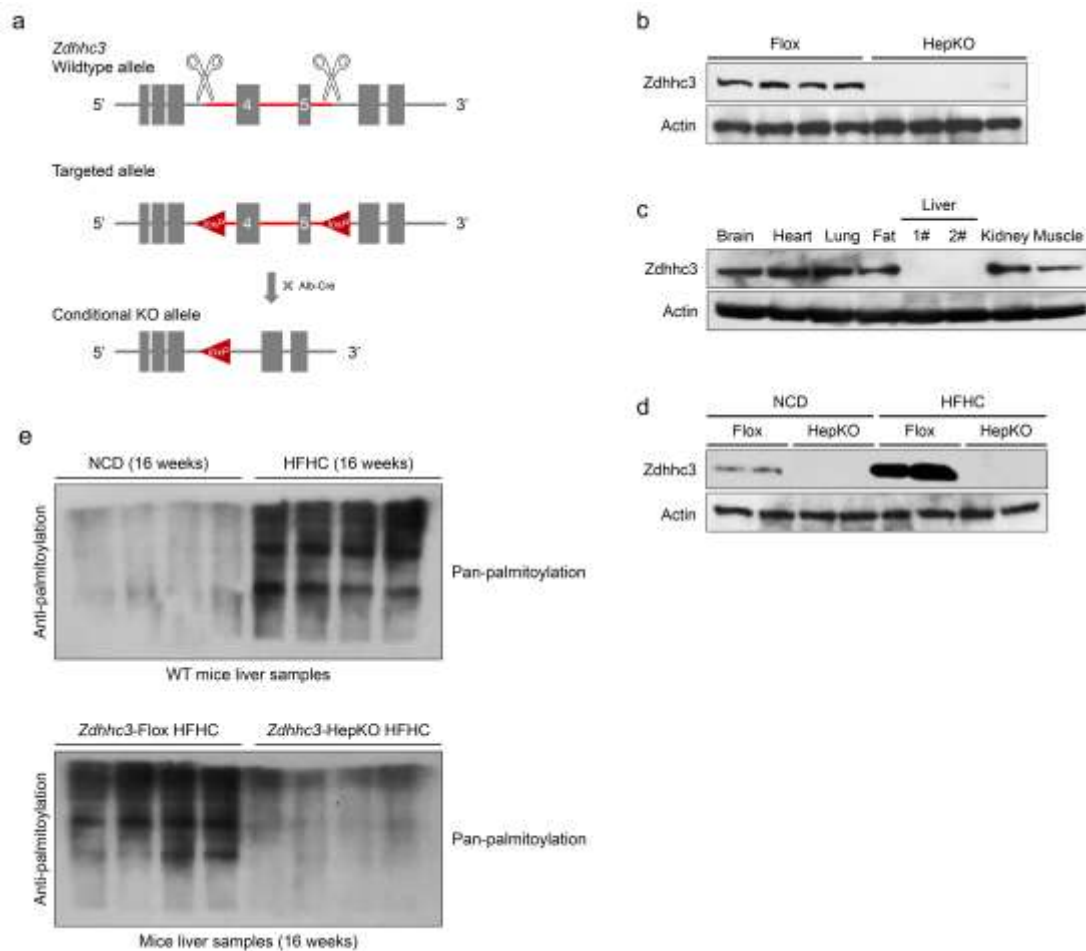 a
Zdhhc3
Wildtype allele
5' 4 5 3'
Targeted allele
5' loxP 4 5 loxP 3'
Alb-Cre
Conditional KO allele
5' loxP 3'
b
Flox HepKO
Zdhhc3
Actin
c
Liver
Brain Heart Lung Fat 1# 2# Kidney Muscle
Zdhhc3
Actin
d
NCD HFHC
Flox HepKO Flox HepKO
Zdhhc3
Actin
e
NCD (16 weeks) HFHC (16 weeks)
Anti-palmitoylation
Pan-palmitoylation
WT mice liver samples
Zdhhc3-Flox HFHC Zdhhc3-HepKO HFHC
Anti-palmitoylation
Pan-palmitoylation
Mice liver samples (16 weeks)